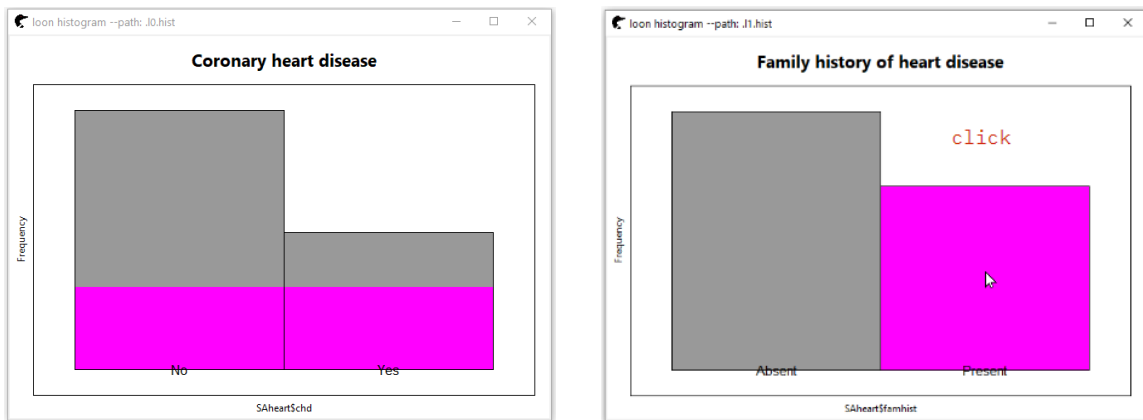 loon histogram --path: .l0.hist
Coronary heart disease
Frequency
No Yes
SAheart$chd
loon histogram --path: .l1.hist
Family history of heart disease
click
Frequency
Absent Present
SAheart$famhist